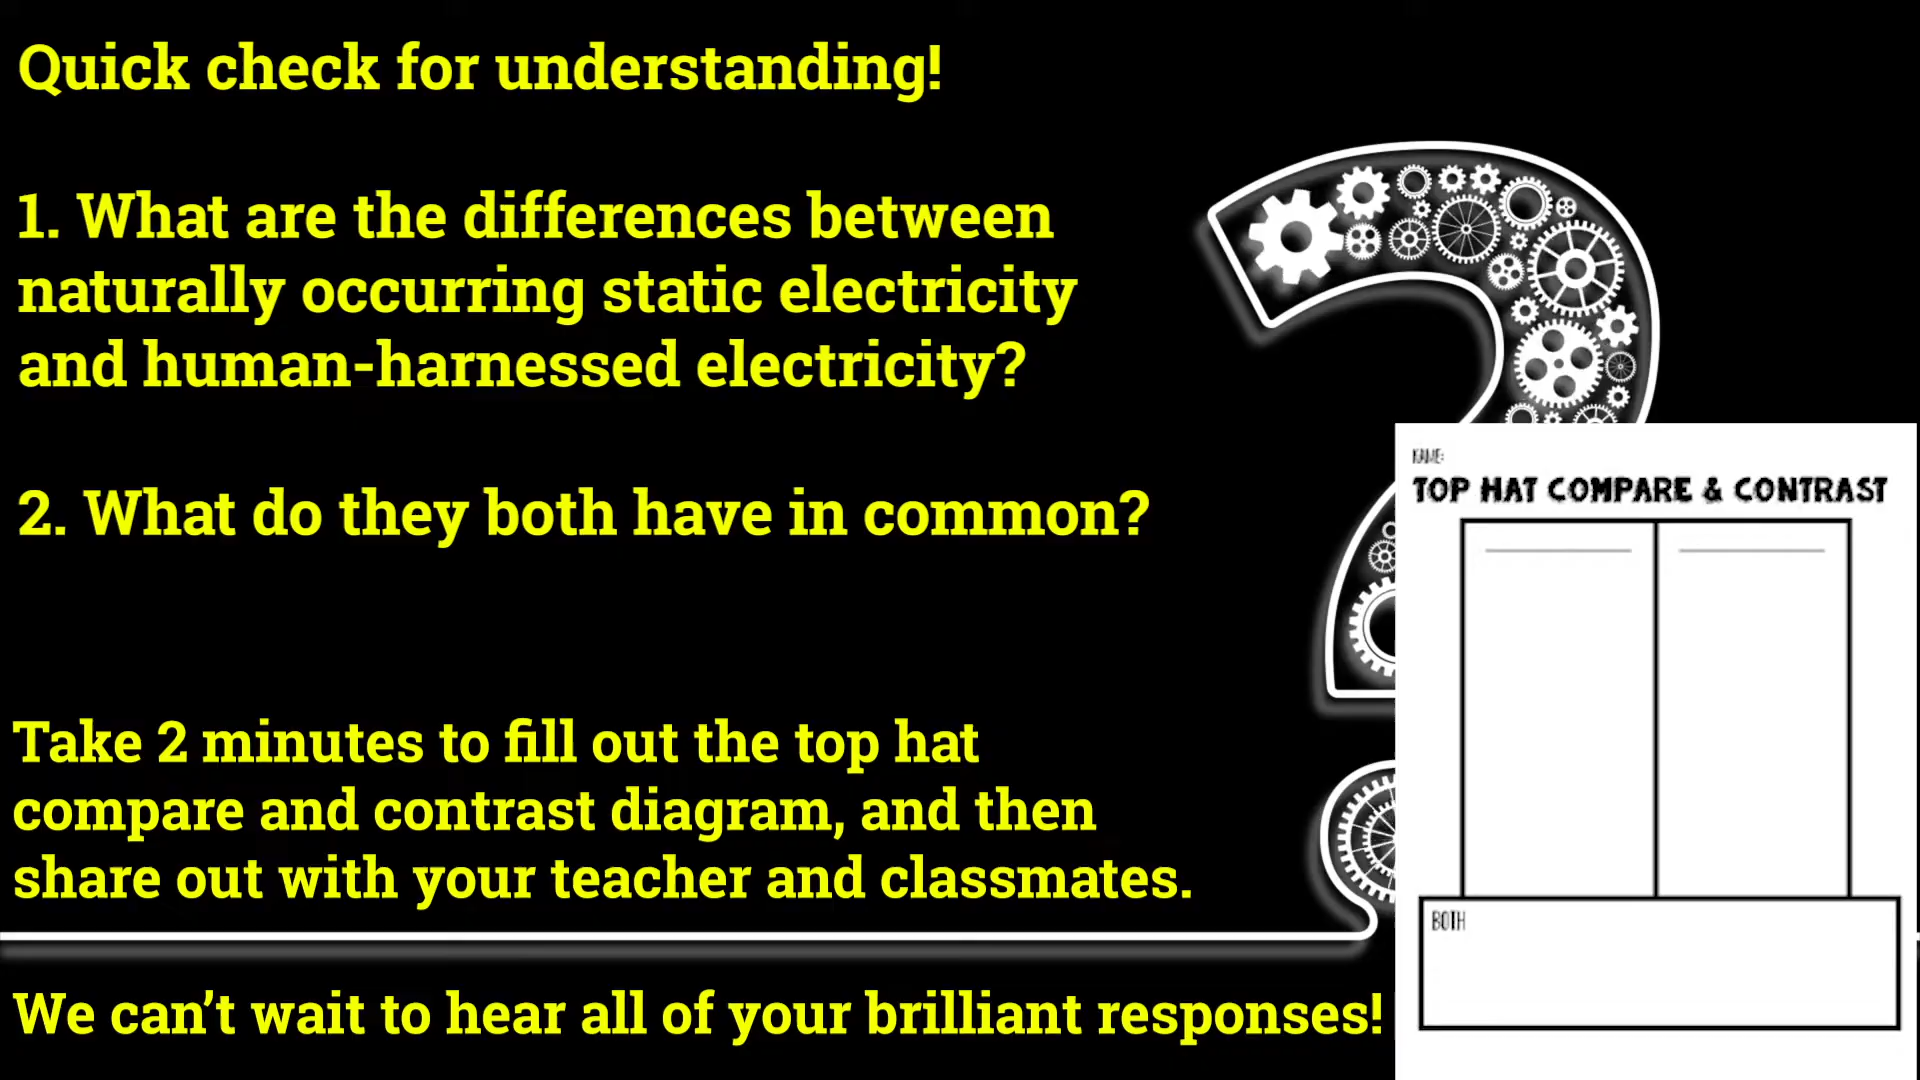 Quick check for understanding!
1. What are the differences between
naturally occurring static electricity
and human-harnessed electricity?
2. What do they both have in common?
Take 2 minutes to fill out the top hat
compare and contrast diagram, and then
share out with your teacher and classmates.
We can’t wait to hear all of your brilliant responses!
NAME:
TOP HAT COMPARE & CONTRAST
BOTH